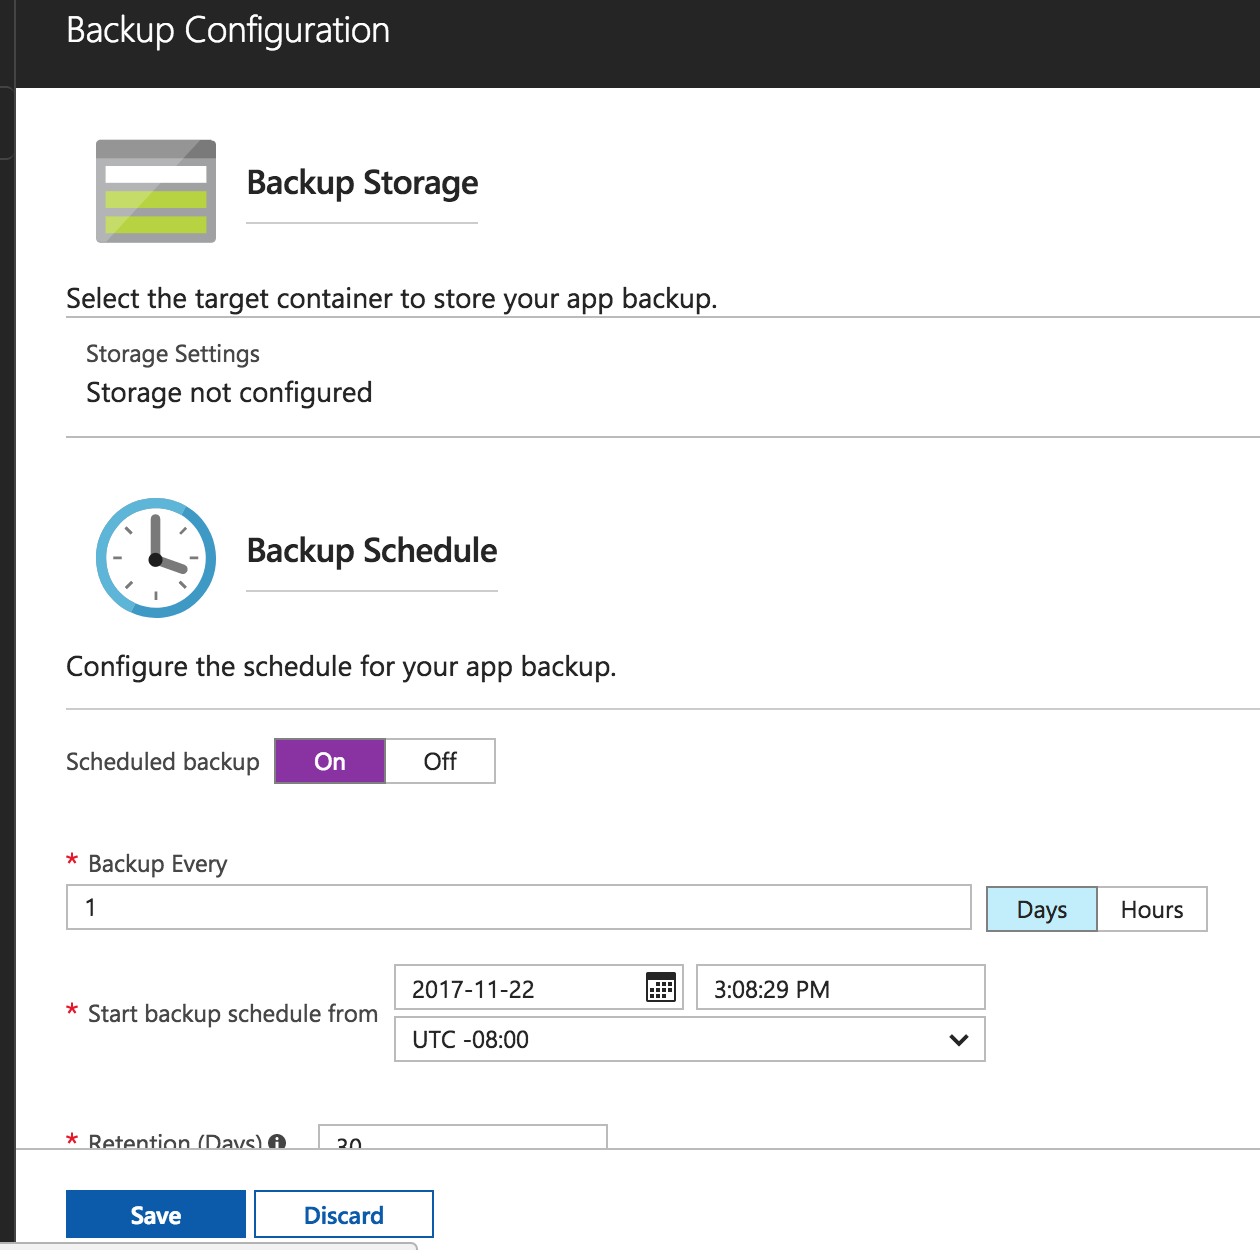 Backup Configuration
Backup Storage
Select the target container to store your app backup.
Storage Settings
Storage not configured
Backup Schedule
Configure the schedule for your app backup.
Scheduled backup On Off
* Backup Every
1 Days Hours
2017-11-22 3:08:29 PM
* Start backup schedule from
UTC -08:00
* Retention (Days) 30
Save Discard